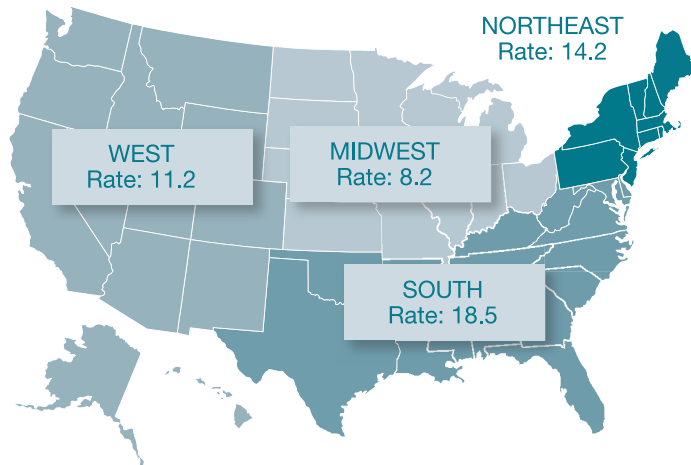 NORTHEAST
Rate: 14.2
WEST
Rate: 11.2
MIDWEST
Rate: 8.2
SOUTH
Rate: 18.5